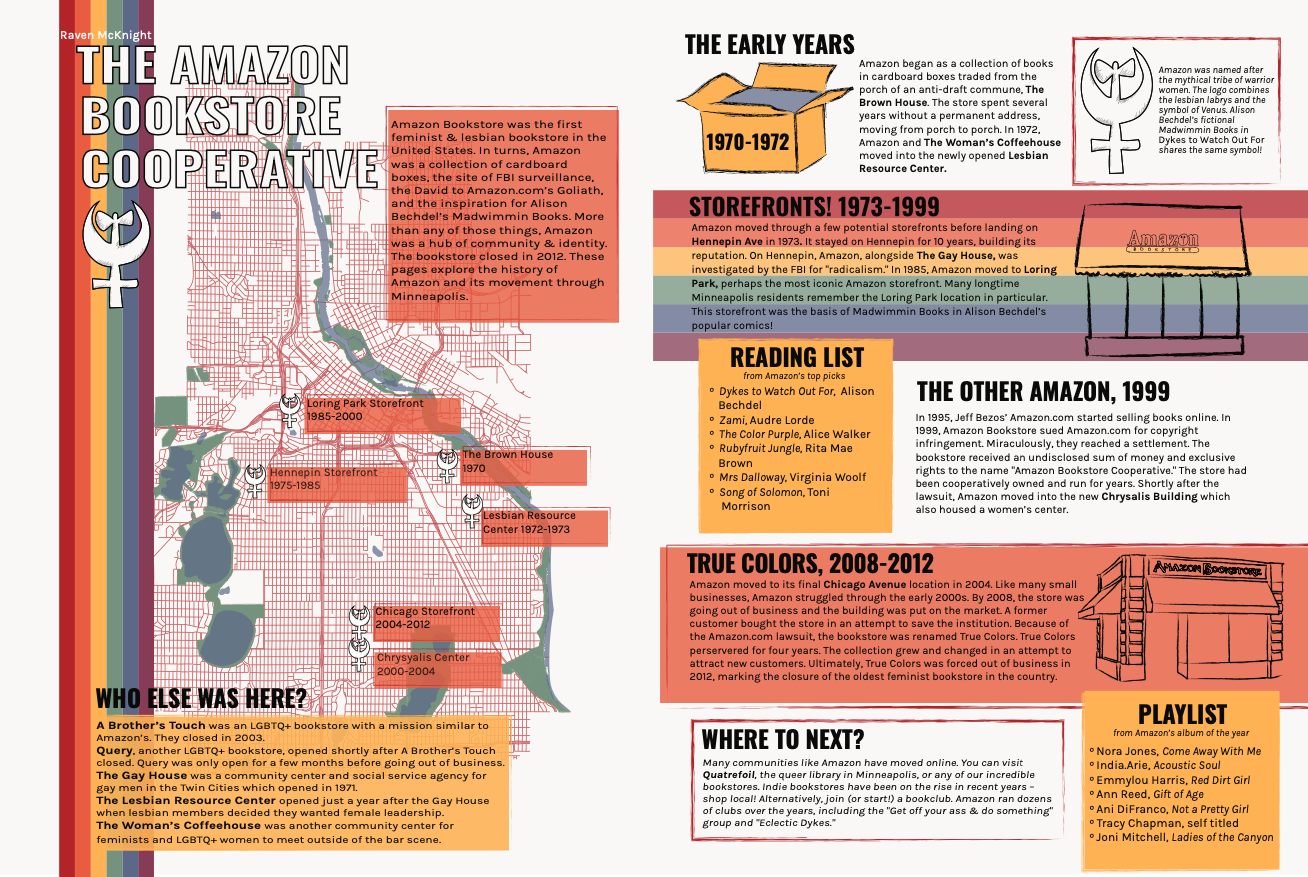 Raven McKnight
THE AMAZON
BOOKSTORE
COOPERATIVE
Amazon Bookstore was the first
feminist & lesbian bookstore in the
United States. In turns, Amazon
was a collection of cardboard
boxes, the site of FBI surveillance,
the David to Amazon.com's Goliath,
and the inspiration for Alison
Bechdel's Madwimmin Books. More
than any of those things, Amazon
was a hub of community & identity.
The bookstore closed in 2012. These
pages explore the history of
Amazon and its movement through
Minneapolis.
Loring Park Storefront
1985-2000
The Brown House
1970
Hennepin Storefront
1975-1985
Lesbian Resource
Center 1972-1973
Chicago Storefront
2004-2012
Chrysyalis Center
2000-2004
WHO ELSE WAS HERE?
A Brother's Touch was an LGBTQ+ bookstore with a mission similar to
Amazon's. They closed in 2003.
Query, another LGBTQ+ bookstore, opened shortly after A Brother's Touch
closed. Query was only open for a few months before going out of business.
The Gay House was a community center and social service agency for
gay men in the Twin Cities which opened in 1971.
The Lesbian Resource Center opened just a year after the Gay House
when lesbian members decided they wanted female leadership.
The Woman's Coffeehouse was another community center for
feminists and LGBTQ+ women to meet outside of the bar scene.
THE EARLY YEARS
1970-1972
Amazon began as a collection of books
in cardboard boxes traded from the
porch of an anti-draft commune, The
Brown House. The store spent several
years without a permanent address,
moving from porch to porch. In 1972,
Amazon and The Woman's Coffeehouse
moved into the newly opened Lesbian
Resource Center.
Amazon was named after
the mythical tribe of warrior
women. The logo combines
the lesbian labrys and the
symbol of Venus. Alison
Bechdel's fictional
Madwimmin Books in
Dykes to Watch Out For
shares the same symbol!
STOREFRONTS! 1973-1999
Amazon moved through a few potential storefronts before landing on
Hennepin Ave in 1973. It stayed on Hennepin for 10 years, building its
reputation. On Hennepin, Amazon, alongside The Gay House, was
investigated by the FBI for "radicalism." In 1985, Amazon moved to Loring
Park, perhaps the most iconic Amazon storefront. Many longtime
Minneapolis residents remember the Loring Park location in particular.
This storefront was the basis of Madwimmin Books in Alison Bechdel's
popular comics!
Amazon
BOOKSTORE
READING LIST
from Amazon's top picks
º Dykes to Watch Out For, Alison
Bechdel
º Zami, Audre Lorde
º The Color Purple, Alice Walker
º Rubyfruit Jungle, Rita Mae
Brown
º Mrs Dalloway, Virginia Woolf
º Song of Solomon, Toni
Morrison
THE OTHER AMAZON, 1999
In 1995, Jeff Bezos' Amazon.com started selling books online. In
1999, Amazon Bookstore sued Amazon.com for copyright
infringement. Miraculously, they reached a settlement. The
bookstore received an undisclosed sum of money and exclusive
rights to the name "Amazon Bookstore Cooperative." The store had
been cooperatively owned and run for years. Shortly after the
lawsuit, Amazon moved into the new Chrysalis Building which
also housed a women's center.
TRUE COLORS, 2008-2012
Amazon moved to its final Chicago Avenue location in 2004. Like many small
businesses, Amazon struggled through the early 2000s. By 2008, the store was
going out of business and the building was put on the market. A former
customer bought the store in an attempt to save the institution. Because of
the Amazon.com lawsuit, the bookstore was renamed True Colors. True Colors
perservered for four years. The collection grew and changed in an attempt to
attract new customers. Ultimately, True Colors was forced out of business in
2012, marking the closure of the oldest feminist bookstore in the country.
AMAZON BOOKSTORE
WHERE TO NEXT?
Many communities like Amazon have moved online. You can visit
Quatrefoil, the queer library in Minneapolis, or any of our incredible
bookstores. Indie bookstores have been on the rise in recent years –
shop local! Alternatively, join (or start!) a bookclub. Amazon ran dozens
of clubs over the years, including the "Get off your ass & do something"
group and "Eclectic Dykes."
PLAYLIST
from Amazon's album of the year
º Nora Jones, Come Away With Me
º India.Arie, Acoustic Soul
º Emmylou Harris, Red Dirt Girl
º Ann Reed, Gift of Age
º Ani DiFranco, Not a Pretty Girl
º Tracy Chapman, self titled
º Joni Mitchell, Ladies of the Canyon